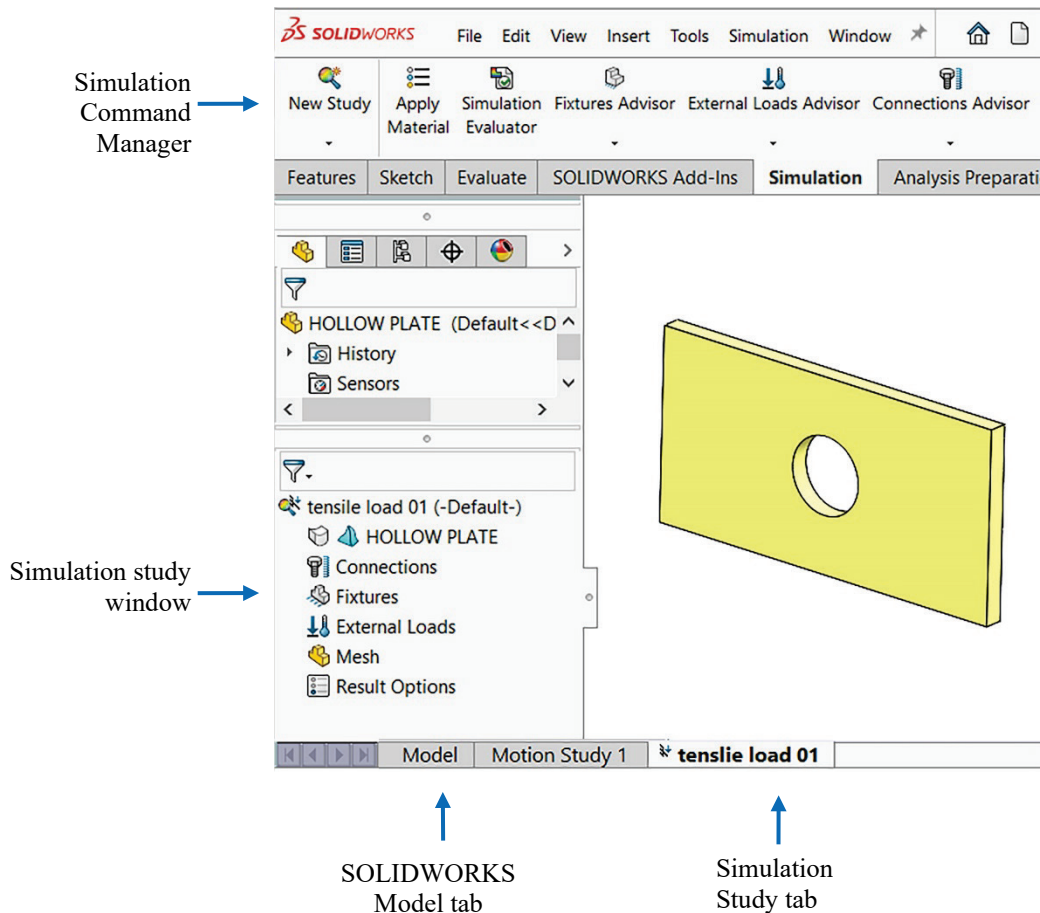 SOLIDWORKS File Edit View Insert Tools Simulation Window
Simulation
Command
Manager
New Study Apply Material Simulation Evaluator Fixtures Advisor External Loads Advisor Connections Advisor
Features Sketch Evaluate SOLIDWORKS Add-Ins Simulation Analysis Preparati
HOLLOW PLATE (Default<<D
History
Sensors
tensile load 01 (-Default-)
HOLLOW PLATE
Connections
Simulation study
window
Fixtures
External Loads
Mesh
Result Options
Model Motion Study 1 tenslie load 01
SOLIDWORKS
Model tab
Simulation
Study tab